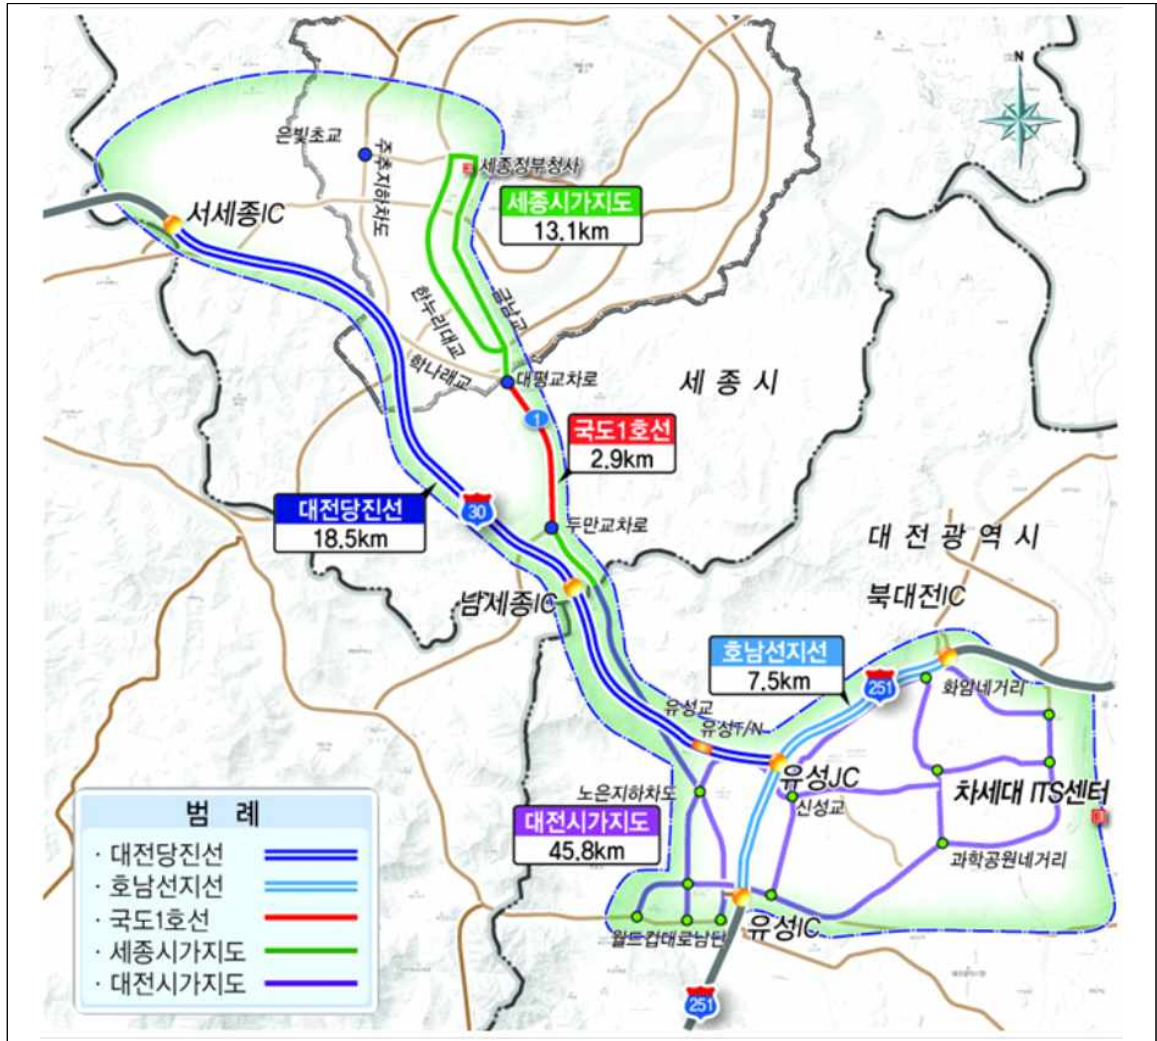 N
은빛초교
주추지하차도
세종정부청사
세종시가지도
13.1km
서세종IC
한누리대교
금남교
학나래교
대평교차로
세종시
1
국도1호선
2.9km
대전당진선
18.5km
30
두만교차로
대전광역시
남세종IC
북대전IC
호남선지선
7.5km
251
화암네거리
유성교
유성T/N
유성JC
노은지하차도
신성교
차세대 ITS센터
대전시가지도
45.8km
과학공원네거리
월드컵대로남단
유성IC
251
범 례
· 대전당진선
· 호남선지선
· 국도1호선
· 세종시가지도
· 대전시가지도